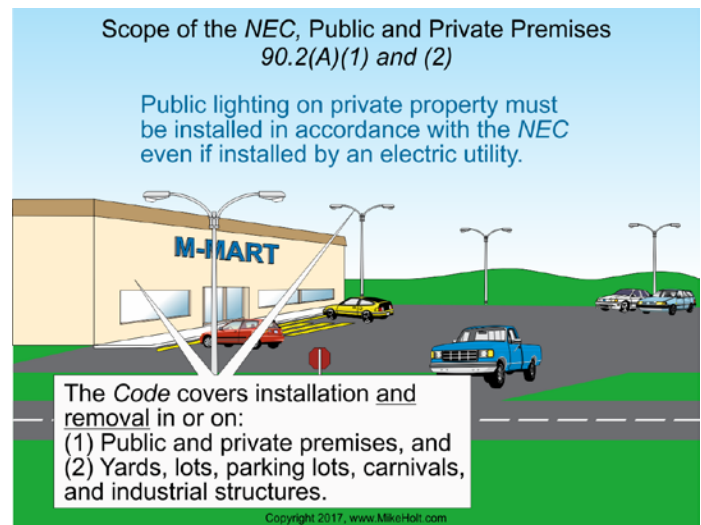 Scope of the NEC, Public and Private Premises
90.2(A)(1) and (2)
Public lighting on private property must
be installed in accordance with the NEC
even if installed by an electric utility.
M-MART
The Code covers installation and
removal in or on:
(1) Public and private premises, and
(2) Yards, lots, parking lots, carnivals,
and industrial structures.
Copyright 2017, www.MikeHolt.com